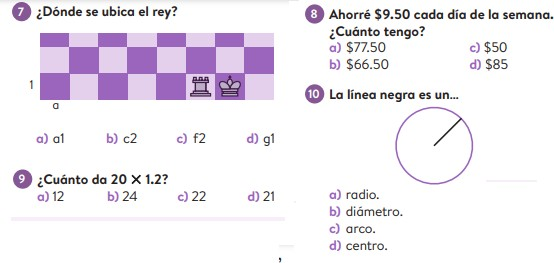 7 ¿Dónde se ubica el rey?
1
a
a) a1 b) c2 c) f2 d) g1
9 ¿Cuánto da 20 × 1.2?
a) 12 b) 24 c) 22 d) 21
8 Ahorré $9.50 cada día de la semana.
¿Cuánto tengo?
a) $77.50 c) $50
b) $66.50 d) $85
10 La línea negra es un...
a) radio.
b) diámetro.
c) arco.
d) centro.
,